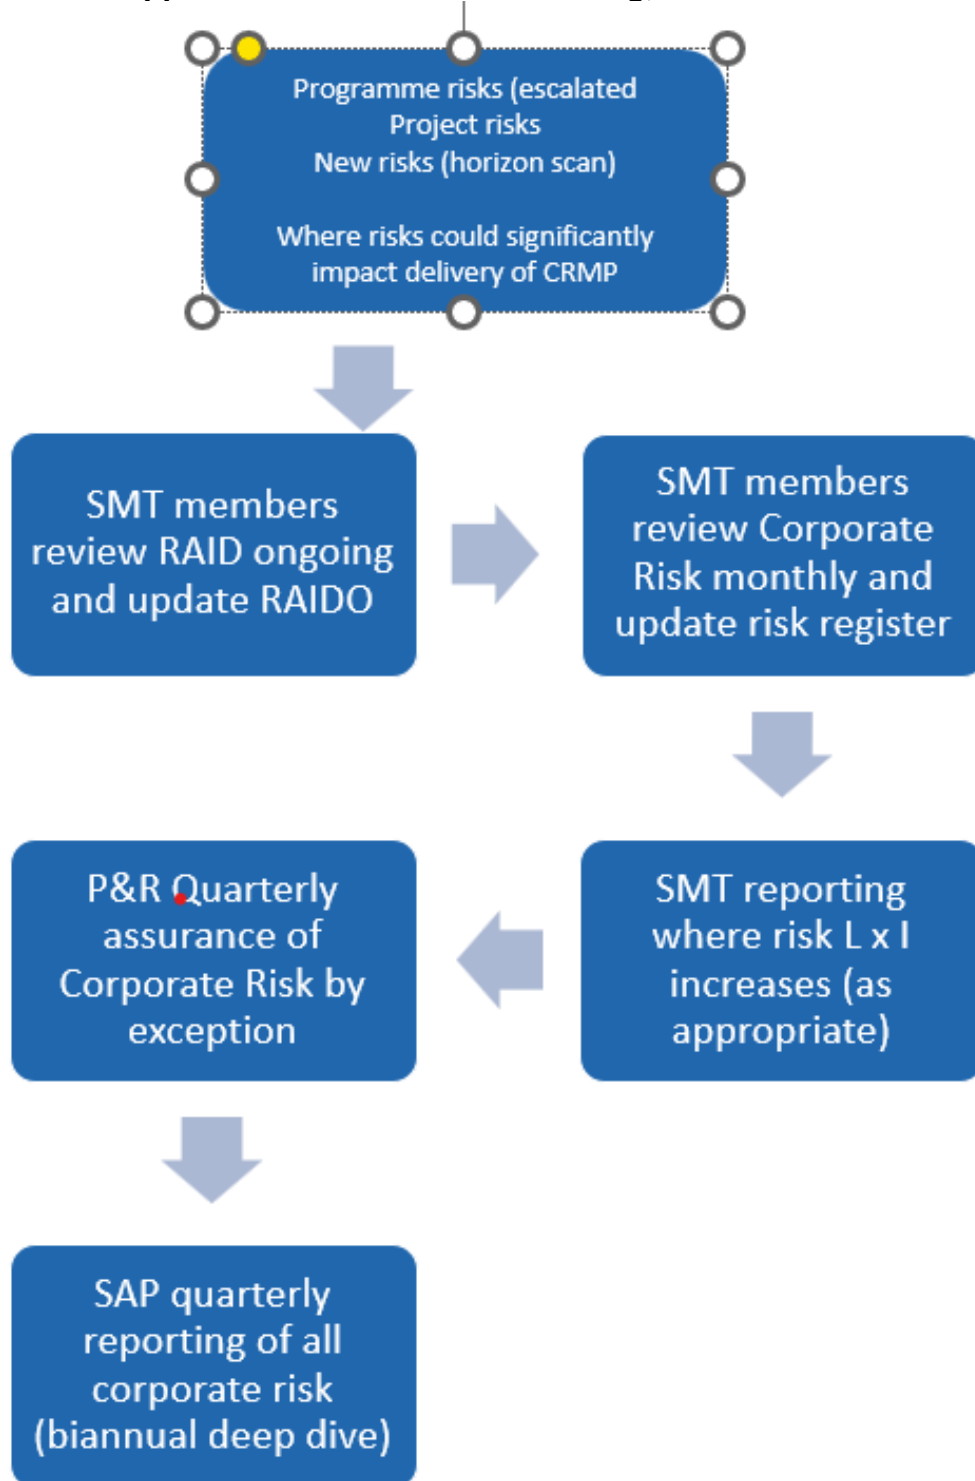 Programme risks (escalated
Project risks
New risks (horizon scan)
Where risks could significantly
impact delivery of CRMP
SMT members
review RAID ongoing
and update RAIDO
SMT members
review Corporate
Risk monthly and
update risk register
P&R Quarterly
assurance of
Corporate Risk by
exception
SMT reporting
where risk L x I
increases (as
appropriate)
SAP quarterly
reporting of all
corporate risk
(biannual deep dive)